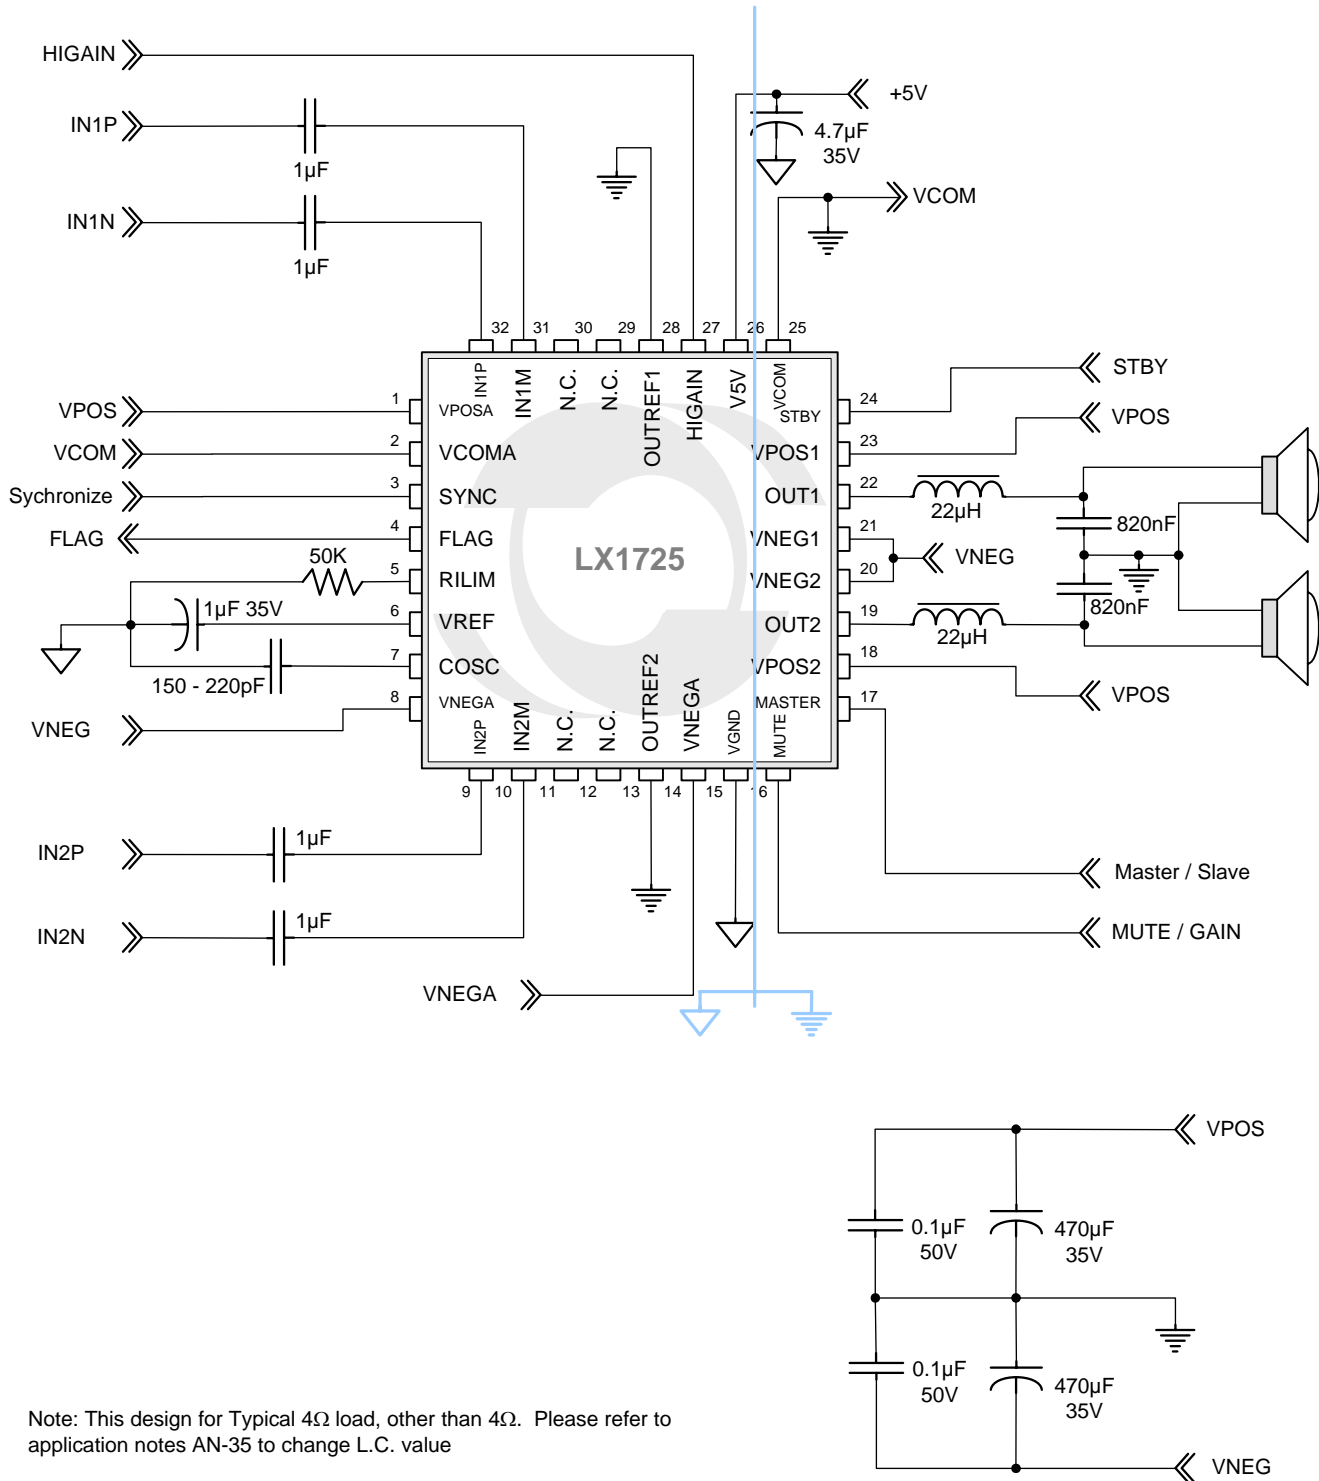 HIGAIN
+5V
IN1P
4.7µF
35V
1µF
VCOM
IN1N
1µF
32 31 30 29 28 27 26 25
IN1P IN1M N.C. N.C. OUTREF1 HIGAIN V5V VCOM
STBY
VPOS 1 VPOSA
STBY 24
VPOS
VCOM 2 VCOMA
VPOS1 23
Sychronize 3 SYNC
OUT1 22
22µH
820nF
FLAG 4 FLAG
VNEG1 21
VNEG
LX1725
50K
5 RILIM
VNEG2 20
820nF
1µF 35V
6 VREF
OUT2 19
22µH
7 COSC
VPOS2 18
150 - 220pF
VPOS
8 VNEGA
MASTER 17
VNEG
IN2P IN2M N.C. N.C. OUTREF2 VNEGA VGND MUTE
9 10 11 12 13 14 15 16
IN2P
1µF
Master / Slave
IN2N
1µF
MUTE / GAIN
VNEGA
VPOS
0.1µF
50V
470µF
35V
0.1µF
50V
470µF
35V
Note: This design for Typical 4Ω load, other than 4Ω. Please refer to
application notes AN-35 to change L.C. value
VNEG